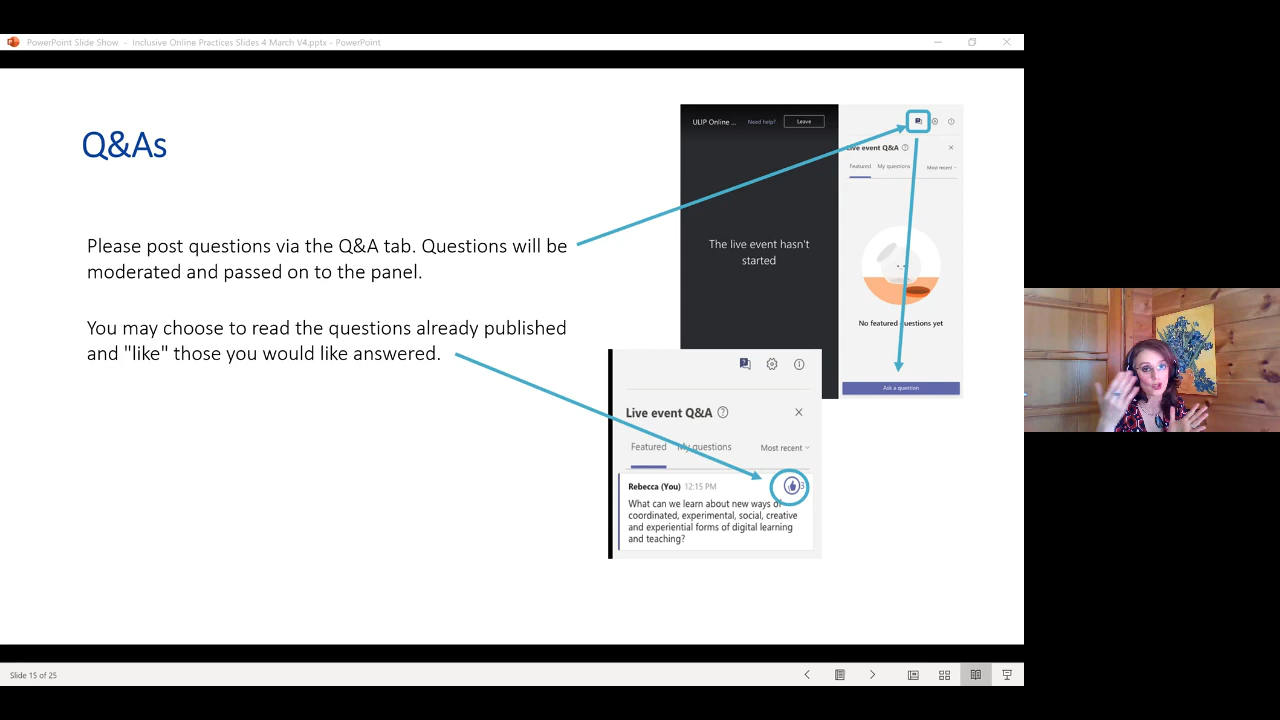 PowerPoint Slide Show - Inclusive Online Practices Slides 4 March V4.pptx - PowerPoint
Q&As
Please post questions via the Q&A tab. Questions will be
moderated and passed on to the panel.
You may choose to read the questions already published
and "like" those you would like answered.
ULIP Online ... Need help? Leave
The live event hasn't
started
Live event Q&A
Featured My questions Most recent
No featured questions yet
Ask a question
Live event Q&A
Featured My questions Most recent
Rebecca (You) 12:15 PM 3
What can we learn about new ways of
coordinated, experimental, social, creative
and experiential forms of digital learning
and teaching?
Slide 15 of 25